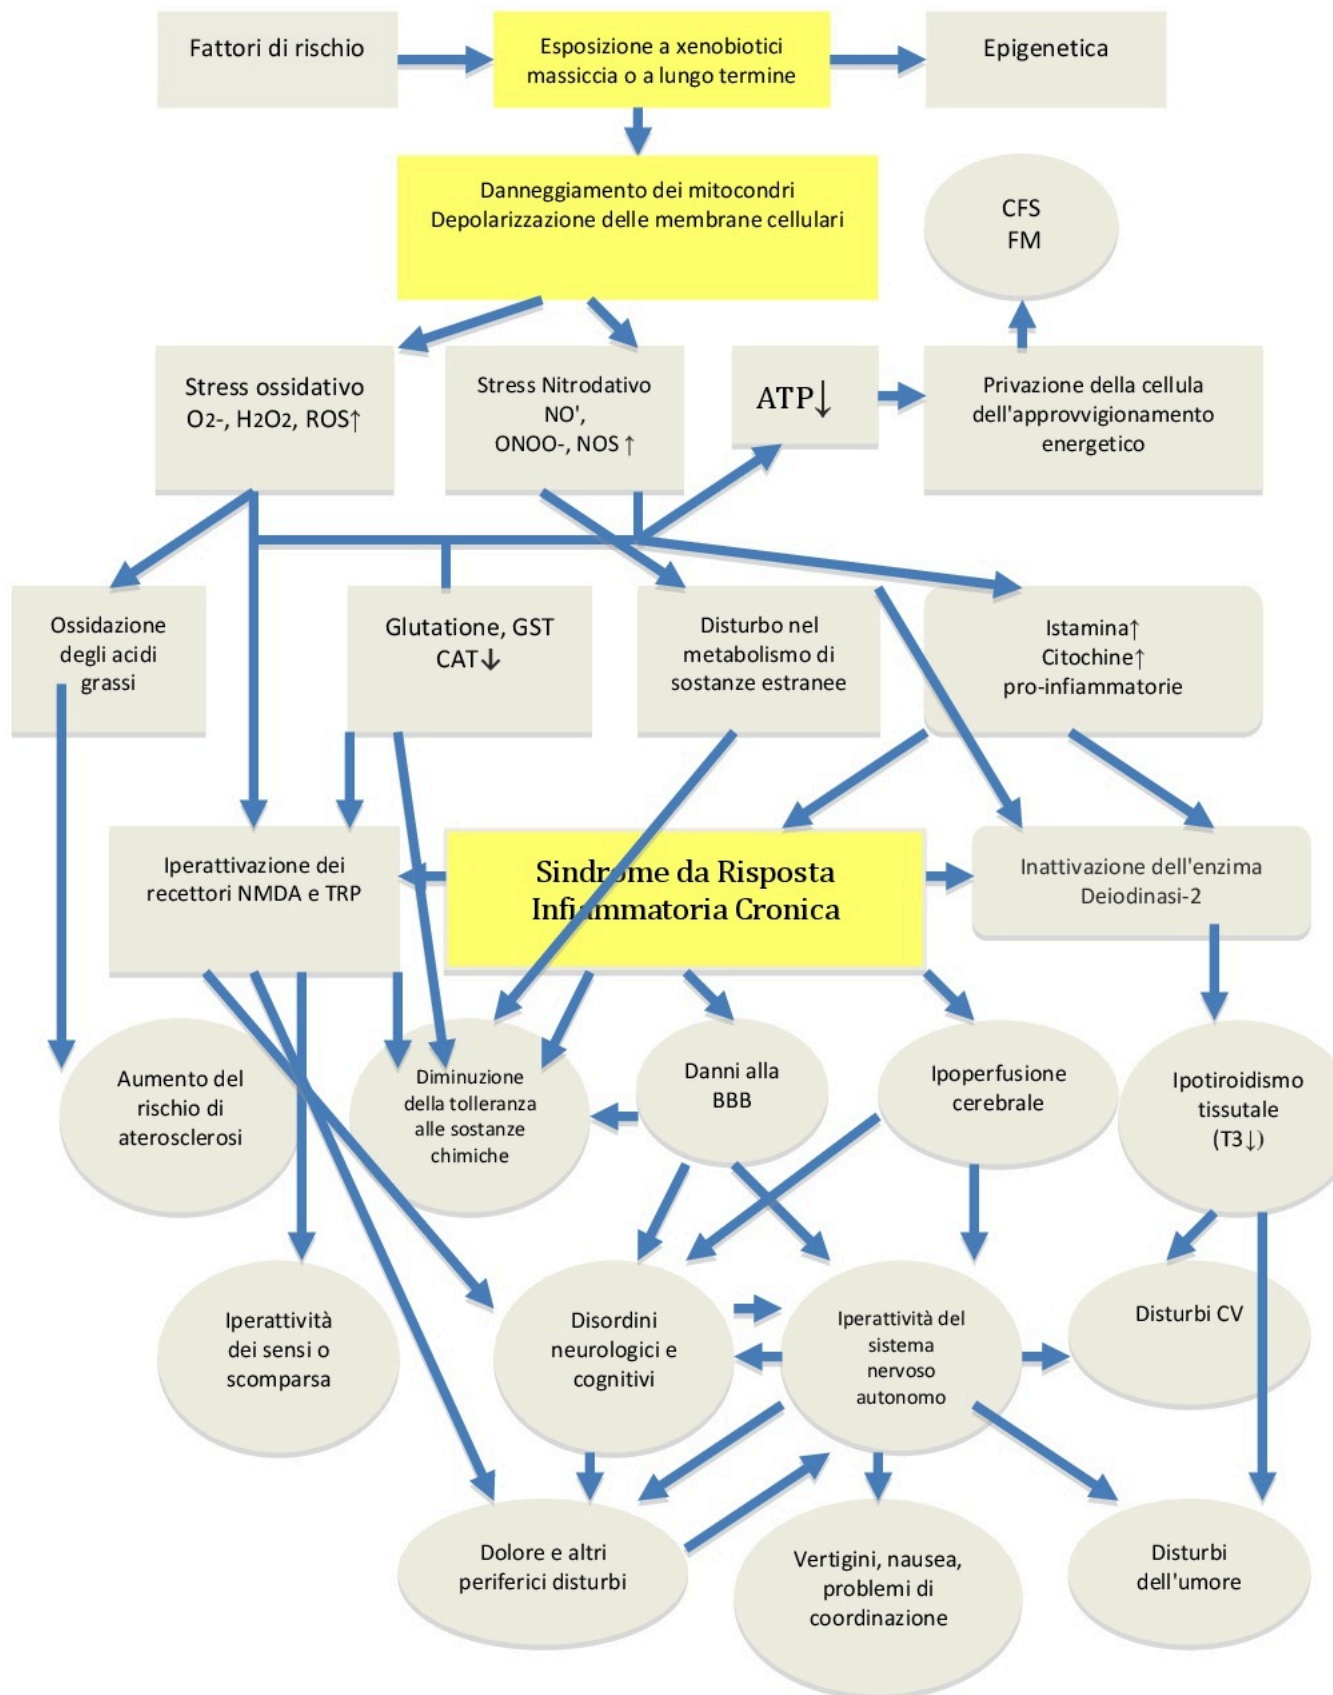 Fattori di rischio
Esposizione a xenobiotici
massiccia o a lungo termine
Epigenetica
Danneggiamento dei mitocondri
Depolarizzazione delle membrane cellulari
CFS
FM
Stress ossidativo
O2-, H2O2, ROS↑
Stress Nitrodativo
NO',
ONOO-, NOS ↑
ATP↓
Privazione della cellula
dell'approvvigionamento
energetico
Ossidazione
degli acidi
grassi
Glutatione, GST
CAT↓
Disturbo nel
metabolismo di
sostanze estranee
Istamina↑
Citochine↑
pro-infiammatorie
Iperattivazione dei
recettori NMDA e TRP
Sindrome da Risposta
Infiammatoria Cronica
Inattivazione dell'enzima
Deiodinasi-2
Aumento del
rischio di
aterosclerosi
Diminuzione
della tolleranza
alle sostanze
chimiche
Danni alla
BBB
Ipoperfusione
cerebrale
Ipotiroidismo
tissutale
(T3↓)
Iperattività
dei sensi o
scomparsa
Disordini
neurologici e
cognitivi
Iperattività del
sistema
nervoso
autonomo
Disturbi CV
Dolore e altri
periferici disturbi
Vertigini, nausea,
problemi di
coordinazione
Disturbi
dell'umore